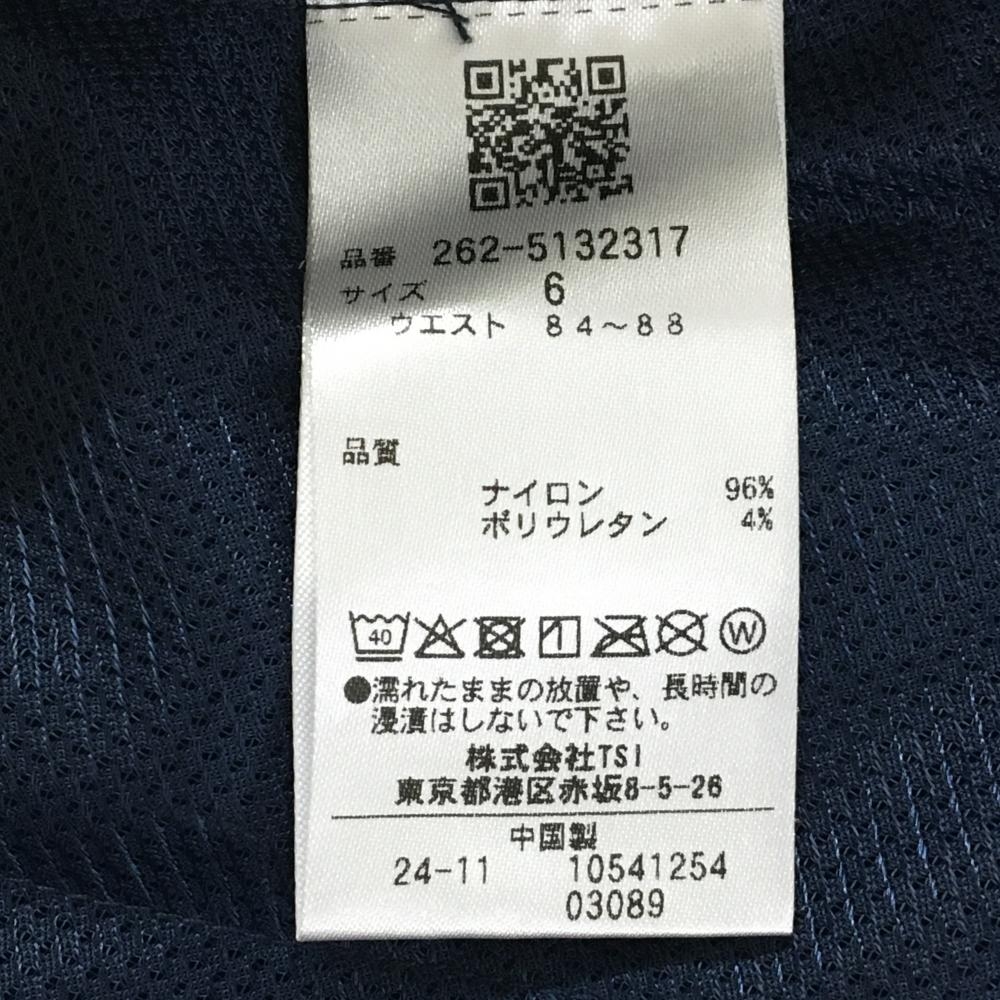 品番 262-5132317
サイズ 6
ウエスト 84～88
品質
ナイロン 96%
ポリウレタン 4%
40 W
●濡れたままの放置や、長時間の
浸漬はしないで下さい。
株式会社TSI
東京都港区赤坂8-5-26
中国製
24-11 10541254
03089